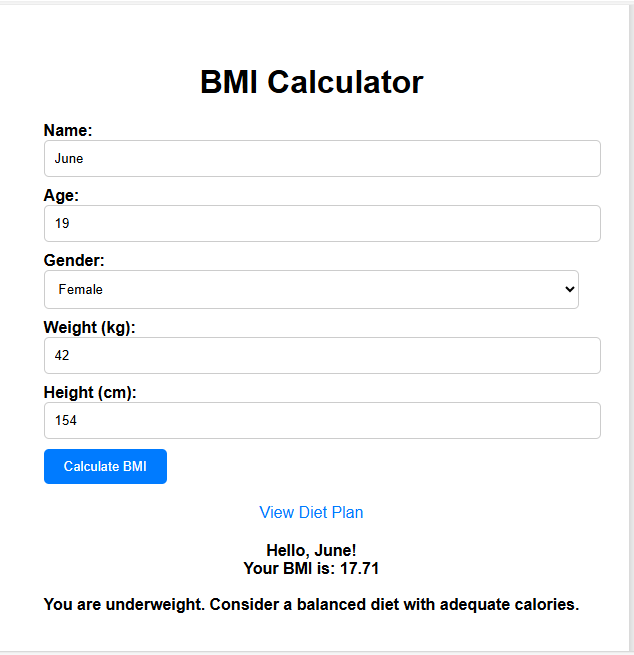 BMI Calculator
Name:
June
Age:
19
Gender:
Female
Weight (kg):
42
Height (cm):
154
Calculate BMI
View Diet Plan
Hello, June!
Your BMI is: 17.71
You are underweight. Consider a balanced diet with adequate calories.